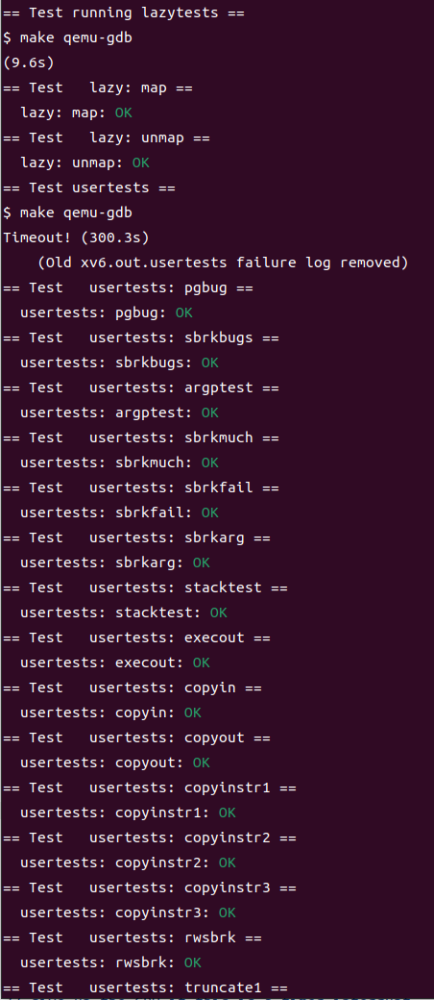 == Test running lazytests ==
$ make qemu-gdb
(9.6s)
== Test   lazy: map ==
  lazy: map: OK
== Test   lazy: unmap ==
  lazy: unmap: OK
== Test usertests ==
$ make qemu-gdb
Timeout! (300.3s)
    (Old xv6.out.usertests failure log removed)
== Test   usertests: pgbug ==
  usertests: pgbug: OK
== Test   usertests: sbrkbugs ==
  usertests: sbrkbugs: OK
== Test   usertests: argptest ==
  usertests: argptest: OK
== Test   usertests: sbrkmuch ==
  usertests: sbrkmuch: OK
== Test   usertests: sbrkfail ==
  usertests: sbrkfail: OK
== Test   usertests: sbrkarg ==
  usertests: sbrkarg: OK
== Test   usertests: stacktest ==
  usertests: stacktest: OK
== Test   usertests: execout ==
  usertests: execout: OK
== Test   usertests: copyin ==
  usertests: copyin: OK
== Test   usertests: copyout ==
  usertests: copyout: OK
== Test   usertests: copyinstr1 ==
  usertests: copyinstr1: OK
== Test   usertests: copyinstr2 ==
  usertests: copyinstr2: OK
== Test   usertests: copyinstr3 ==
  usertests: copyinstr3: OK
== Test   usertests: rwsbrk ==
  usertests: rwsbrk: OK
== Test   usertests: truncate1 ==